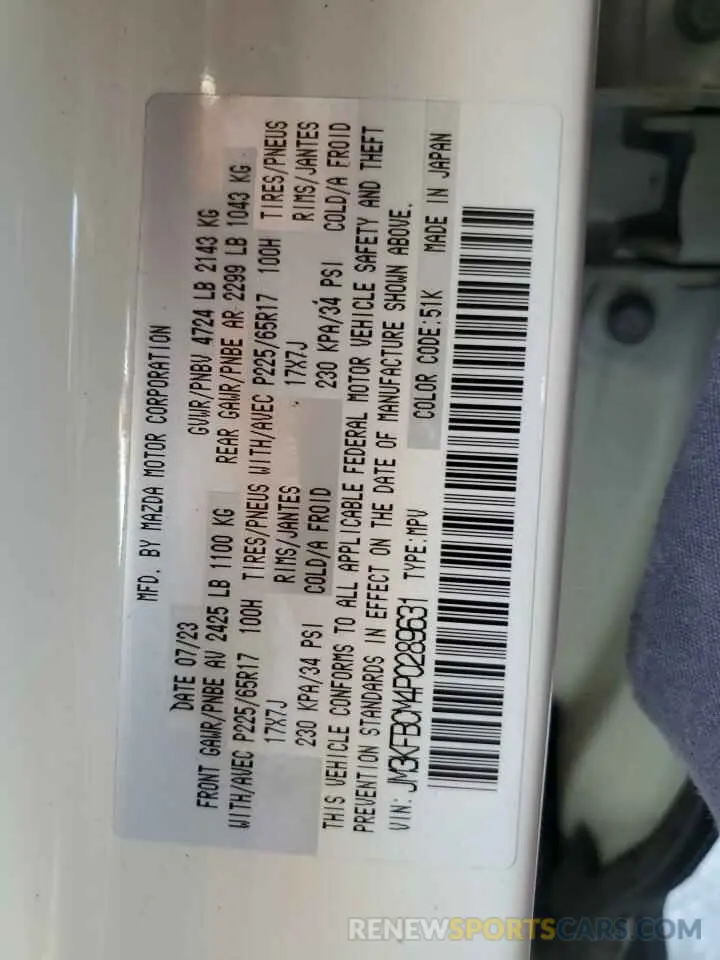 MFD. BY MAZDA MOTOR CORPORATION
DATE 07/23 GVWR/PNBV 4724 LB 2143 KG
FRONT GAWR/PNBE AV 2425 LB 1100 KG REAR GAWR/PNBE AR 2299 LB 1043 KG
WITH/AVEC P225/65R17 100H TIRES/PNEUS WITH/AVEC P225/65R17 100H TIRES/PNEUS
17X7J RIMS/JANTES 17X7J RIMS/JANTES
230 KPA/34 PSI COLD/A FROID 230 KPA/34 PSI COLD/A FROID
THIS VEHICLE CONFORMS TO ALL APPLICABLE FEDERAL MOTOR VEHICLE SAFETY AND THEFT
PREVENTION STANDARDS IN EFFECT ON THE DATE OF MANUFACTURE SHOWN ABOVE.
VIN: JM3KFBCM4P0289631 TYPE:MPV COLOR CODE:51K MADE IN JAPAN
RENEWSPORTSCARS.COM